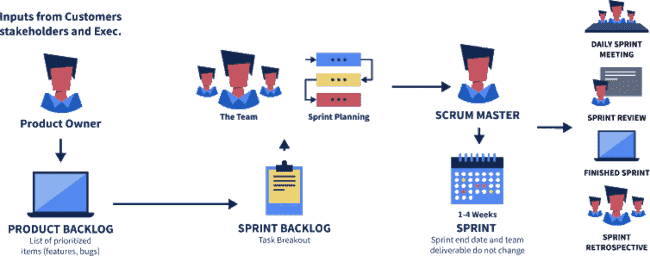 Inputs from Customers
stakeholders and Exec.
Product Owner
PRODUCT BACKLOG
List of prioritized
items (features, bugs)
The Team
Sprint Planning
SPRINT BACKLOG
Task Breakout
SCRUM MASTER
1-4 Weeks
SPRINT
Sprint end date and team
deliverable do not change
DAILY SPRINT
MEETING
SPRINT REVIEW
FINISHED SPRINT
SPRINT
RETROSPECTIVE